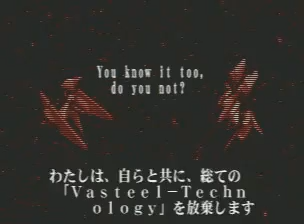 You know it too,
do you not?
わたしは、自らと共に、総ての
「Vasteel－Techn
ology」を放棄します